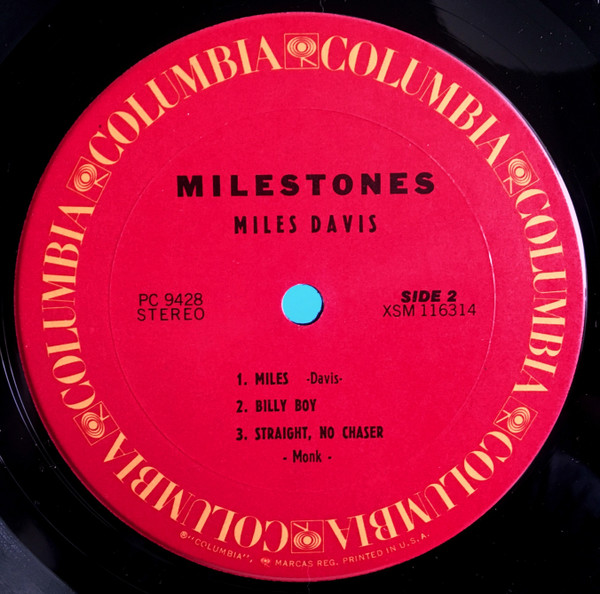 COLUMBIA COLUMBIA COLUMBIA COLUMBIA COLUMBIA COLUMBIA
MILESTONES
MILES DAVIS
PC 9428
STEREO
SIDE 2
XSM 116314
1. MILES -Davis-
2. BILLY BOY
3. STRAIGHT, NO CHASER
- Monk -
®"COLUMBIA", MARCAS REG. PRINTED IN U.S.A.